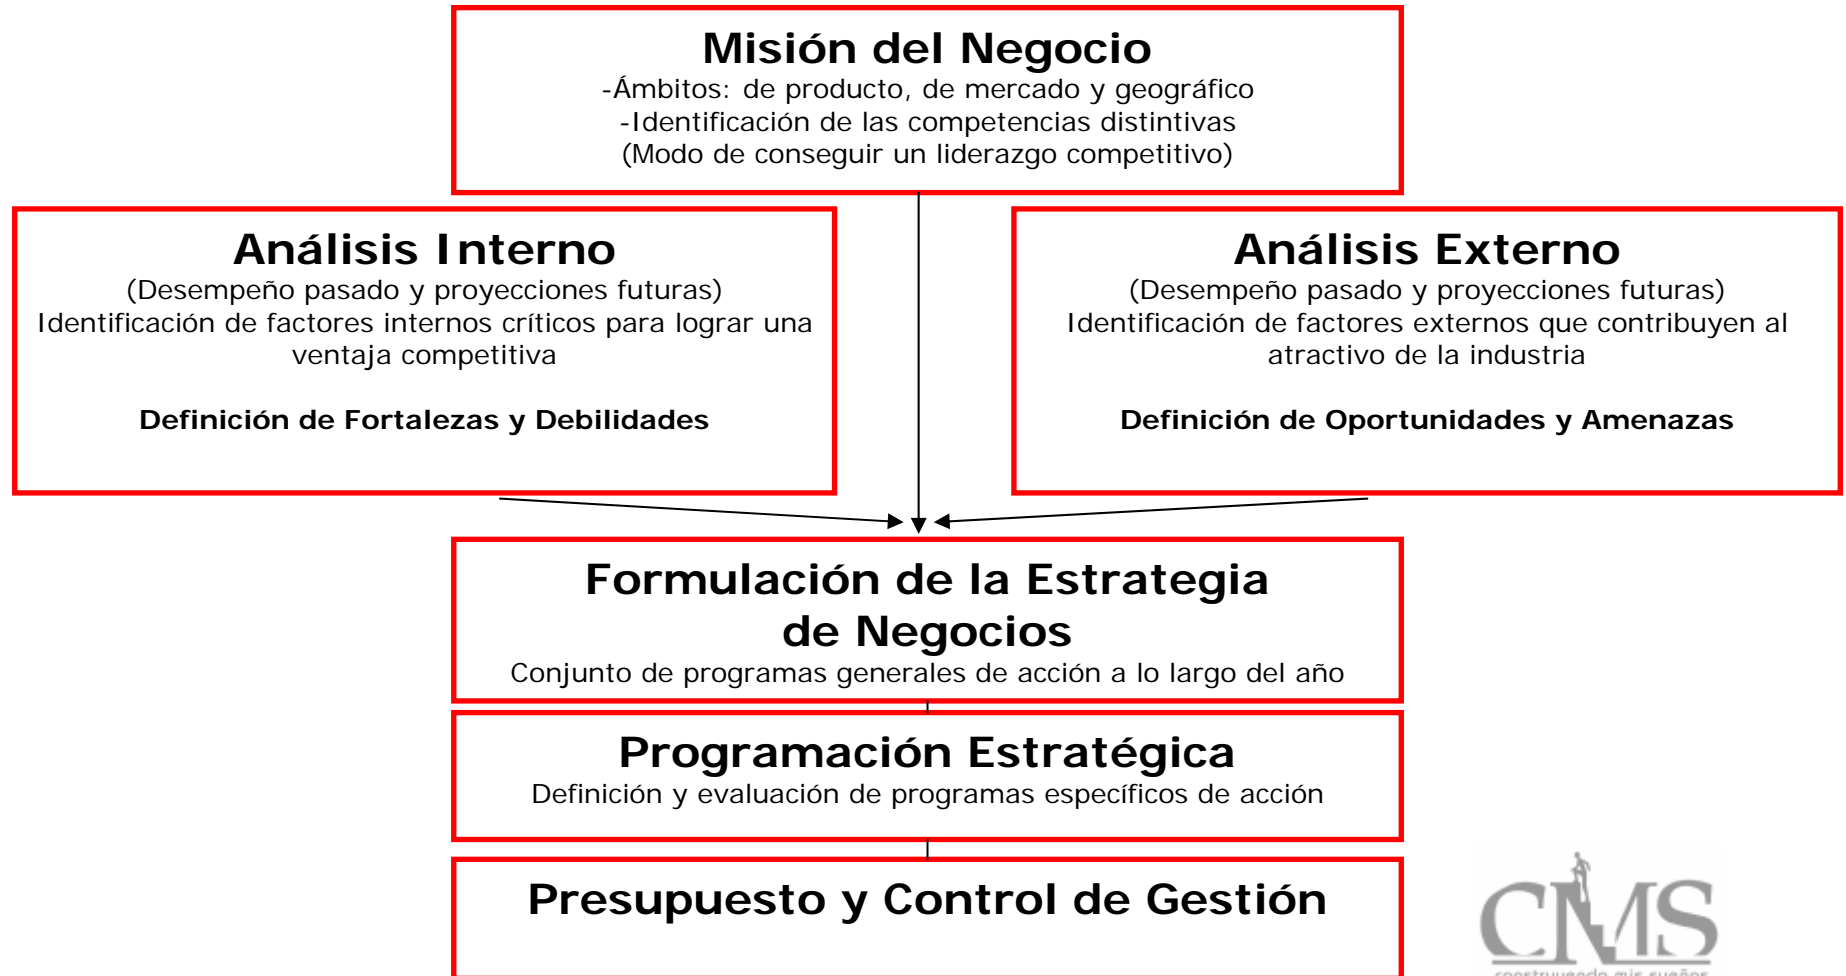 Misión del Negocio
-Ámbitos: de producto, de mercado y geográfico
-Identificación de las competencias distintivas
(Modo de conseguir un liderazgo competitivo)
Análisis Interno
(Desempeño pasado y proyecciones futuras)
Identificación de factores internos críticos para lograr una
ventaja competitiva
Definición de Fortalezas y Debilidades
Análisis Externo
(Desempeño pasado y proyecciones futuras)
Identificación de factores externos que contribuyen al
atractivo de la industria
Definición de Oportunidades y Amenazas
Formulación de la Estrategia
de Negocios
Conjunto de programas generales de acción a lo largo del año
Programación Estratégica
Definición y evaluación de programas específicos de acción
Presupuesto y Control de Gestión
CMS
construyendo mis sueños